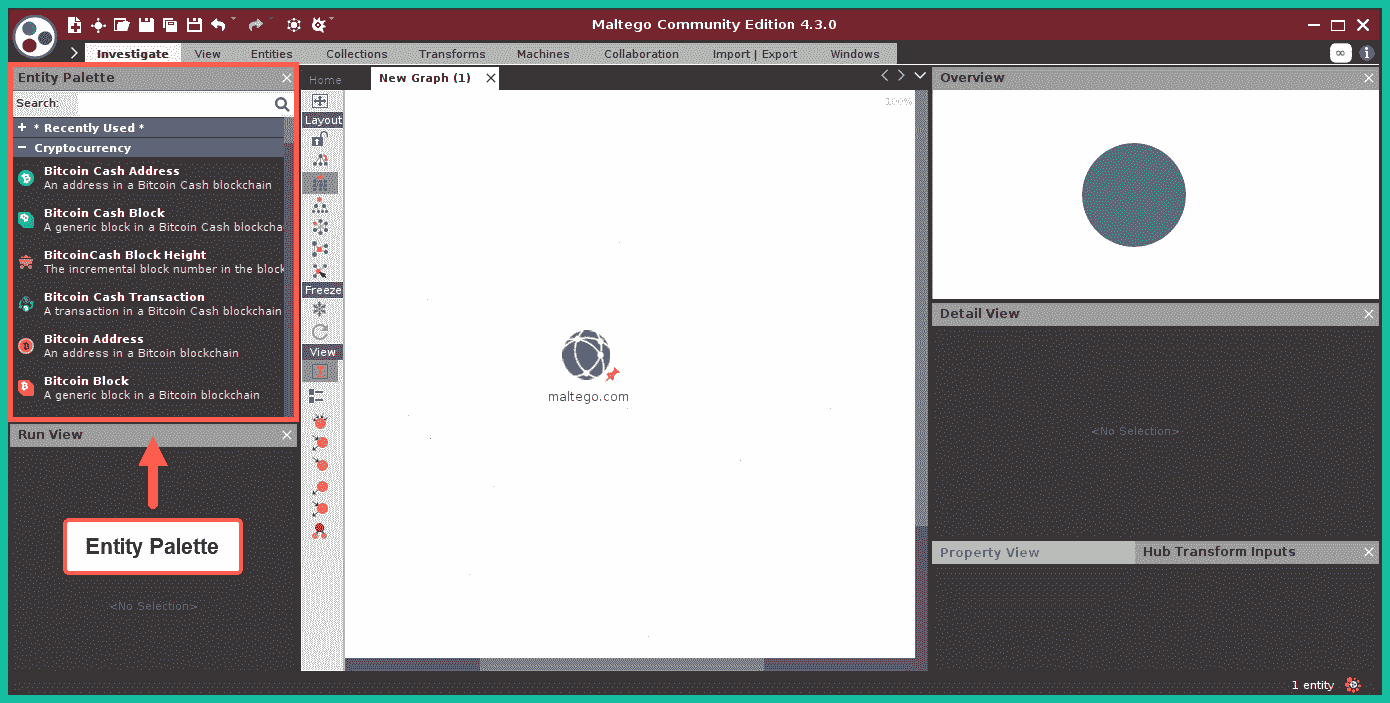 Maltego Community Edition 4.3.0
Investigate View Entities Collections Transforms Machines Collaboration Import | Export Windows
Entity Palette
Search:
+ * Recently Used *
− Cryptocurrency
Bitcoin Cash Address
An address in a Bitcoin Cash blockchain
Bitcoin Cash Block
A generic block in a Bitcoin Cash blockcha
BitcoinCash Block Height
The incremental block number in the block
Bitcoin Cash Transaction
A transaction in a Bitcoin Cash blockchain
Bitcoin Address
An address in a Bitcoin blockchain
Bitcoin Block
A generic block in a Bitcoin blockchain
Run View
Entity Palette
<No Selection>
Home New Graph (1)
100%
Layout
Freeze
View
maltego.com
Overview
Detail View
<No Selection>
Property View Hub Transform Inputs
1 entity